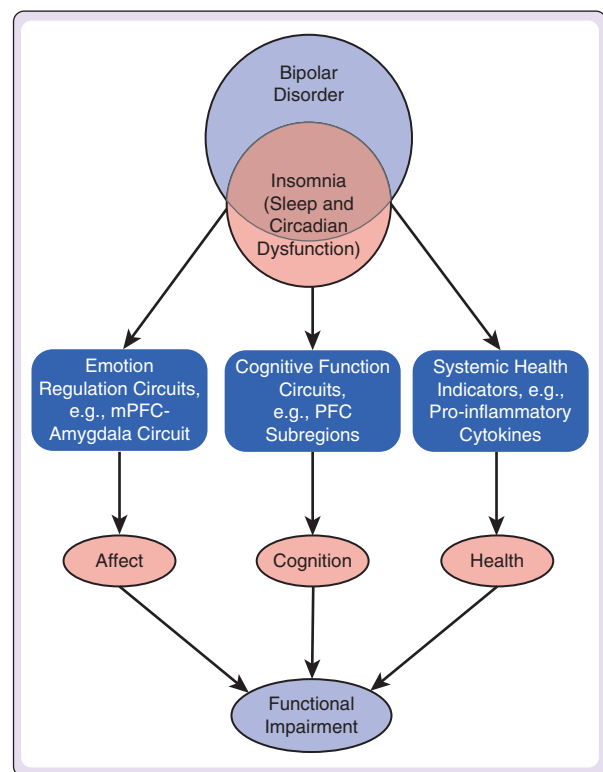 Bipolar
Disorder
Insomnia
(Sleep and
Circadian
Dysfunction)
Emotion
Regulation Circuits,
e.g., mPFC-
Amygdala Circuit
Cognitive Function
Circuits,
e.g., PFC
Subregions
Systemic Health
Indicators, e.g.,
Pro-inflammatory
Cytokines
Affect
Cognition
Health
Functional
Impairment